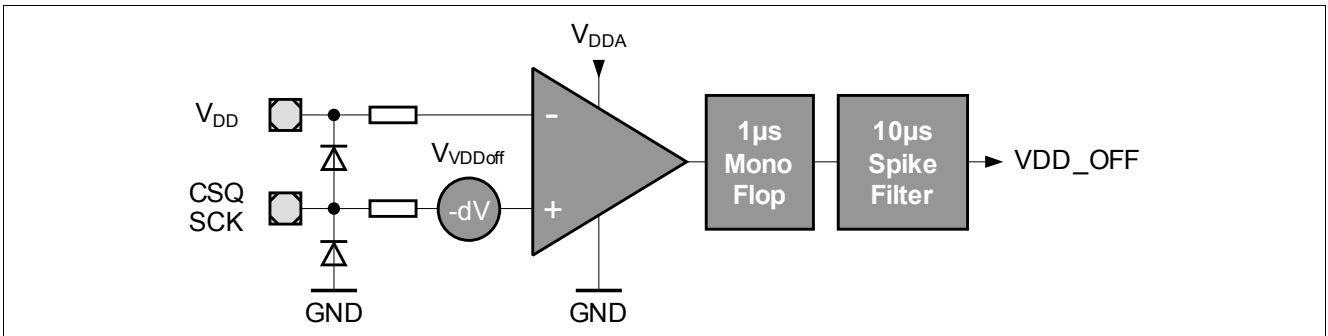 VDDA
VDD
-
VVDDoff
1µs
Mono
Flop
10µs
Spike
Filter
VDD_OFF
CSQ
SCK
-dV
+
GND
GND